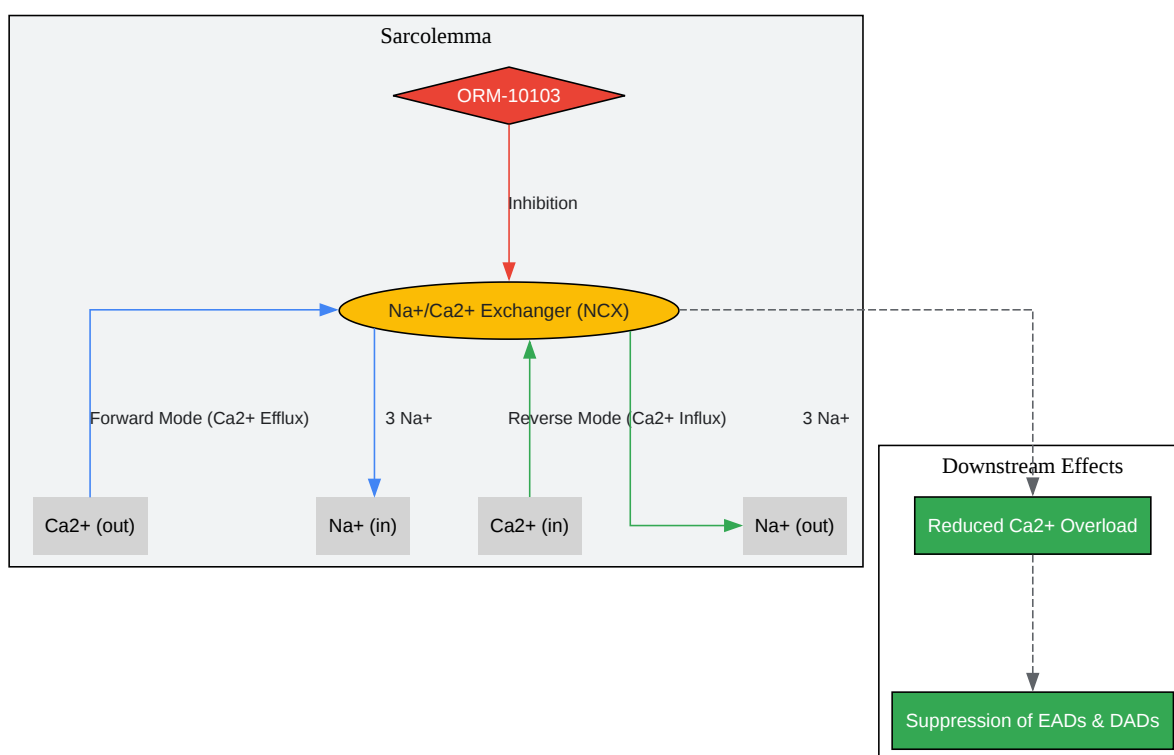 Sarcolemma
ORM-10103
Inhibition
Na+/Ca2+ Exchanger (NCX)
Forward Mode (Ca2+ Efflux)
3 Na+
Reverse Mode (Ca2+ Influx)
3 Na+
Ca2+ (out)
Na+ (in)
Ca2+ (in)
Na+ (out)
Downstream Effects
Reduced Ca2+ Overload
Suppression of EADs & DADs